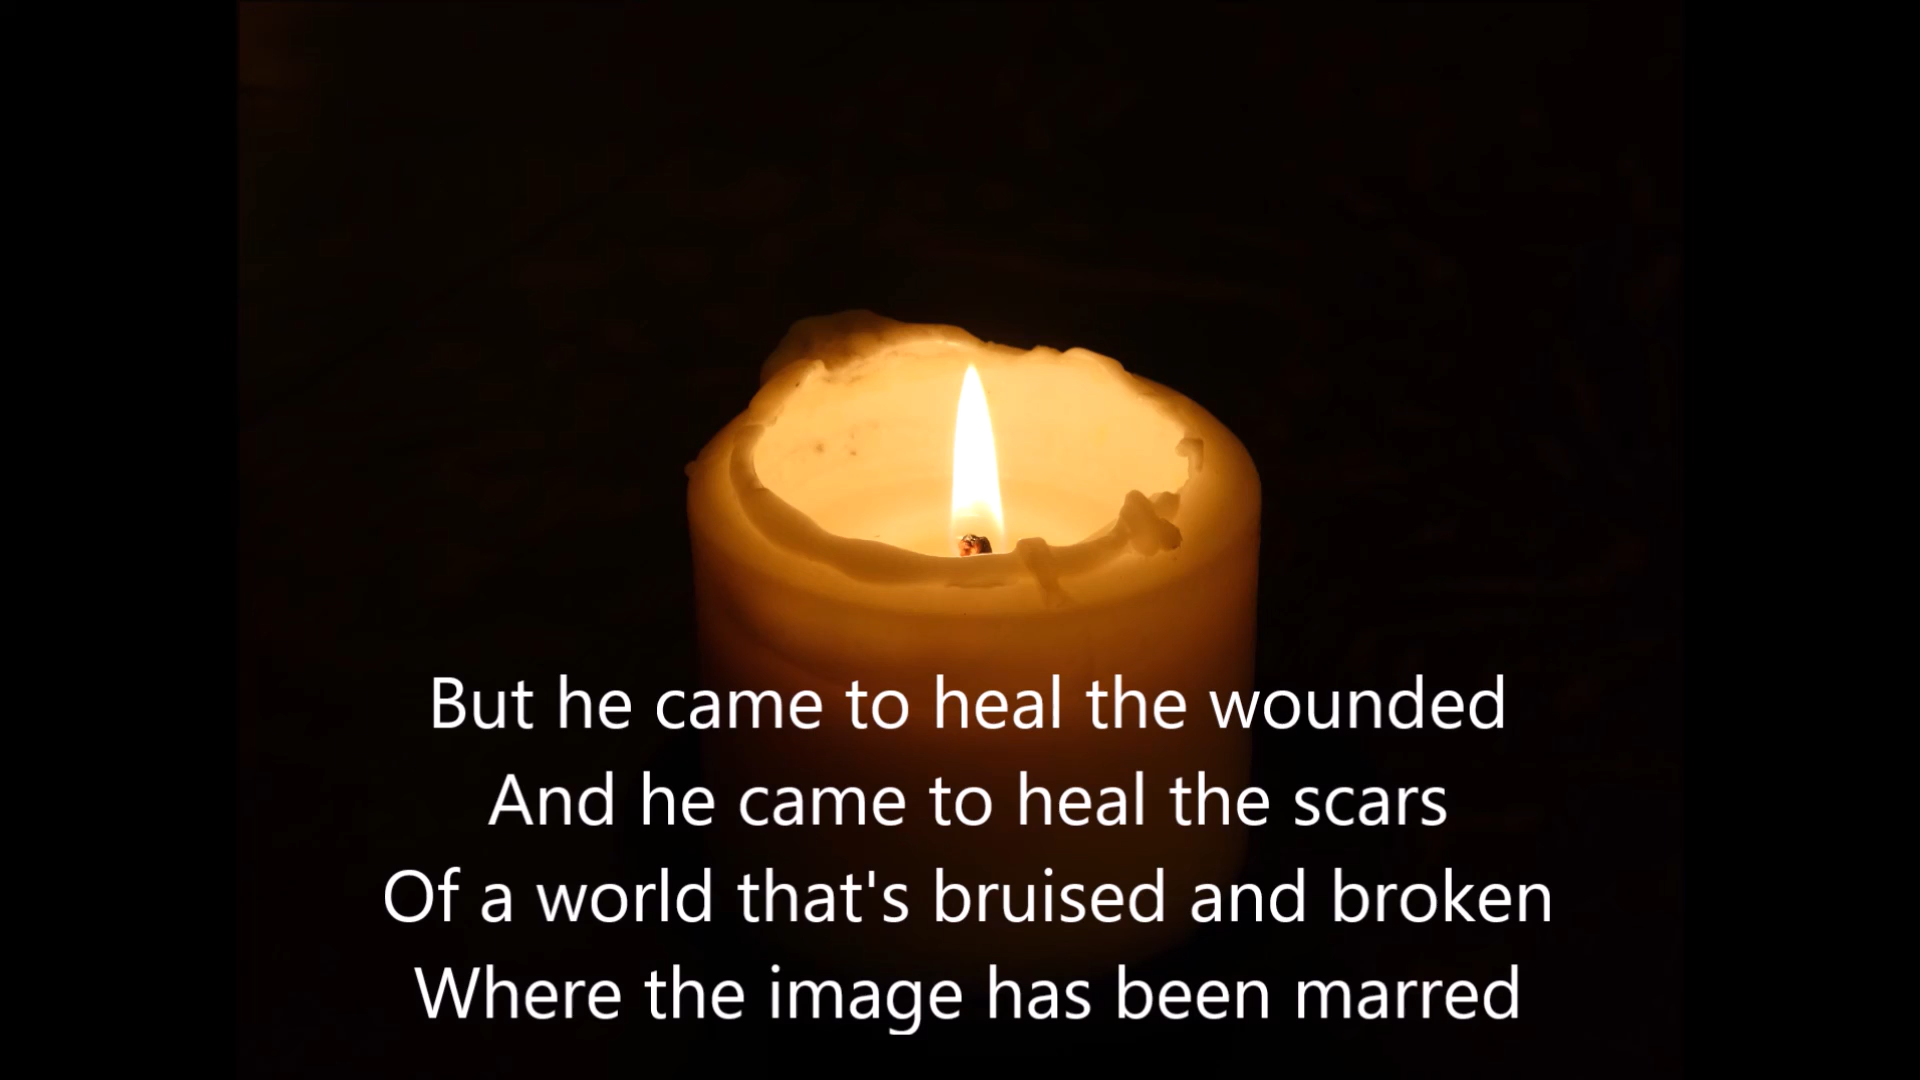 But he came to heal the wounded
And he came to heal the scars
Of a world that's bruised and broken
Where the image has been marred